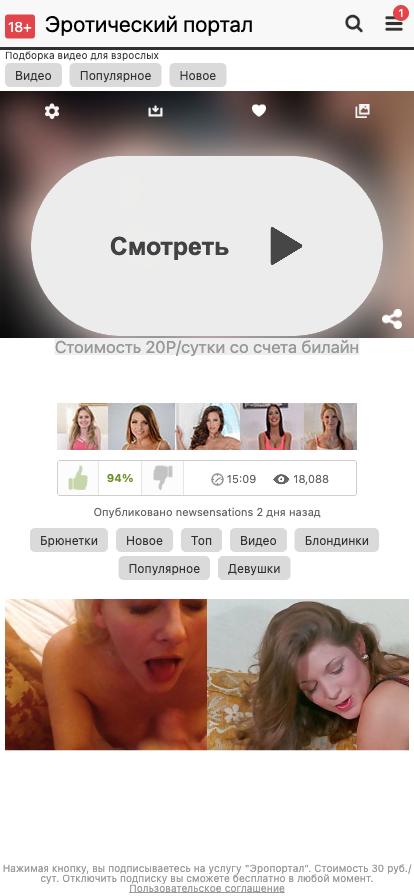 18+ Эротический портал 1
Подборка видео для взрослых
Видео Популярное Новое
Смотреть
Стоимость 20Р/сутки со счета билайн
94% 15:09 18,088
Опубликовано newsensations 2 дня назад
Брюнетки Новое Топ Видео Блондинки
Популярное Девушки
Нажимая кнопку, вы подписываетесь на услугу "Эропортал". Стоимость 30 руб./
сут. Отключить подписку вы сможете бесплатно в любой момент.
Пользовательское соглашение